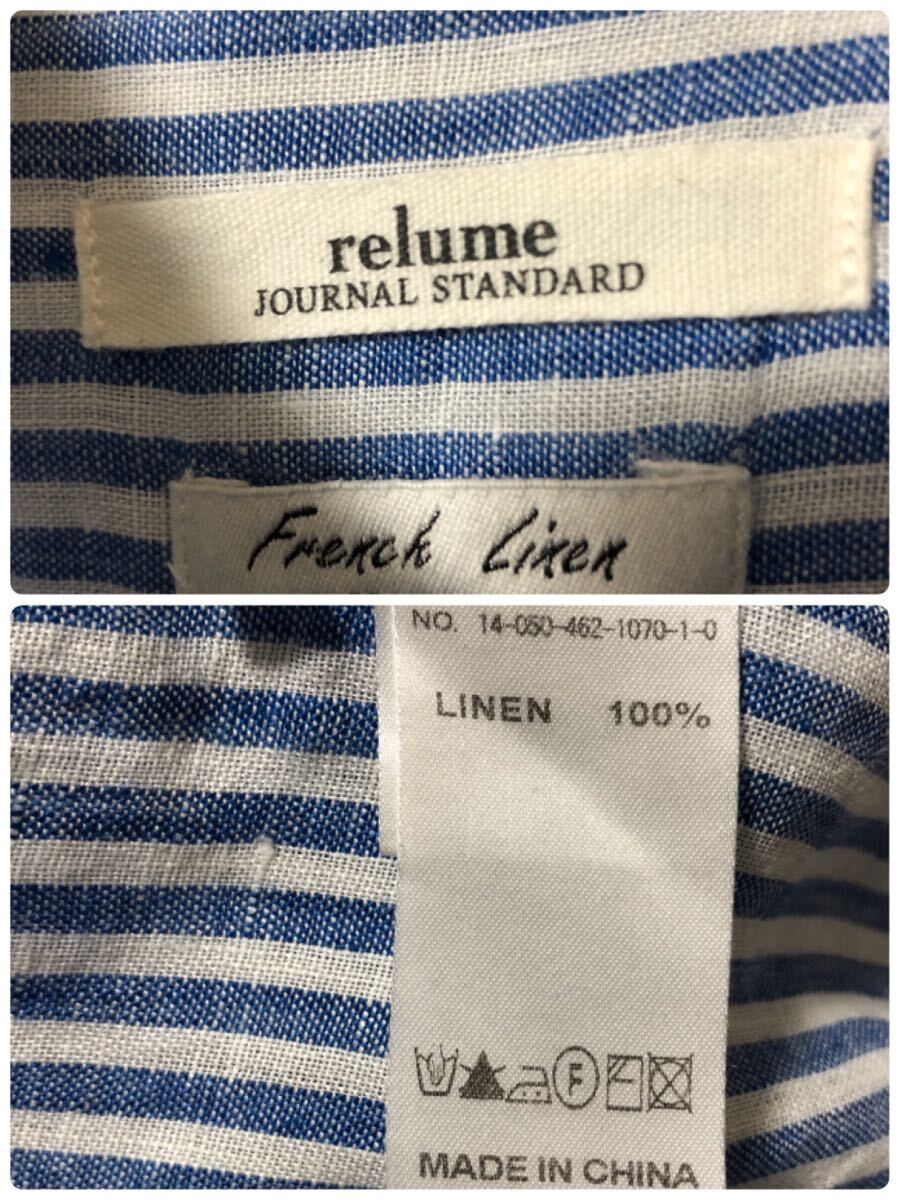 relume
JOURNAL STANDARD
French Linen
NO. 14-050-462-1070-1-0
LINEN 100%
F
MADE IN CHINA